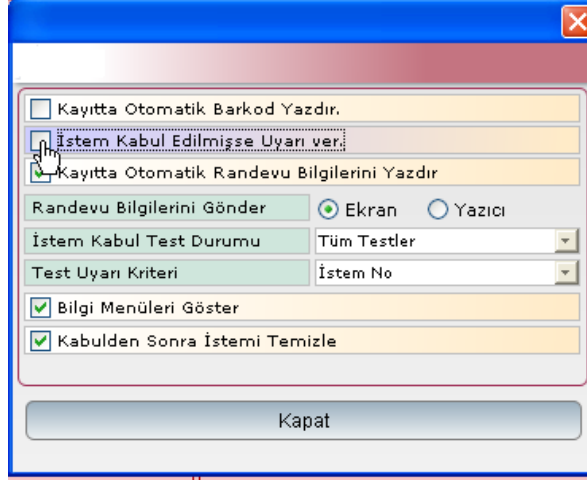 Kayıtta Otomatik Barkod Yazdır.
İstem Kabul Edilmişse Uyarı ver.
Kayıtta Otomatik Randevu Bilgilerini Yazdır
Randevu Bilgilerini Gönder Ekran Yazıcı
İstem Kabul Test Durumu Tüm Testler
Test Uyarı Kriteri İstem No
Bilgi Menüleri Göster
Kabulden Sonra İstemi Temizle
Kapat